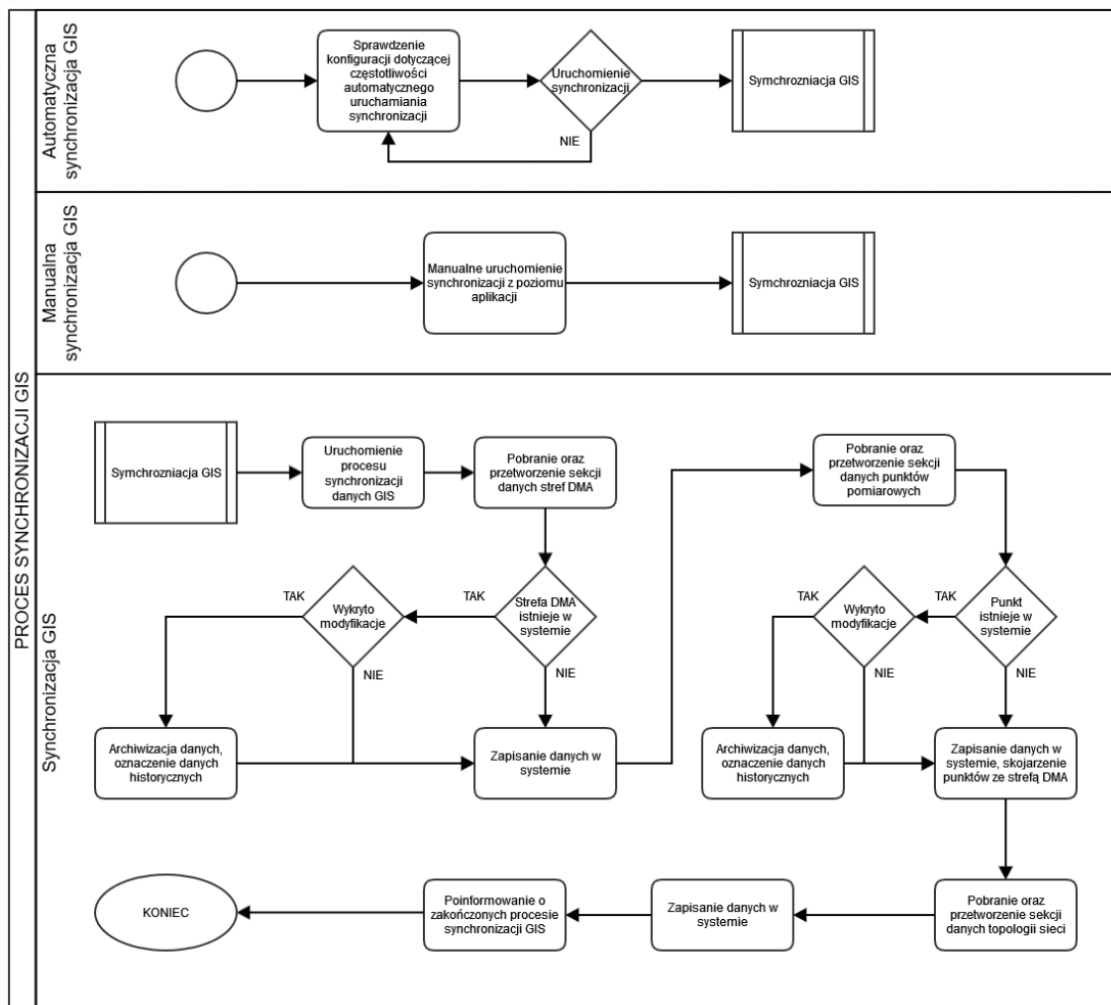 PROCES SYNCHRONIZACJI GIS
Automatyczna
synchronizacja GIS
Sprawdzenie
konfiguracji dotyczącej
częstotliwości
automatycznego
uruchamiania
synchronizacji
Uruchomienie
synchronizacji
NIE
Symchrozniacja GIS
Manualna
synchronizacja GIS
Manualne uruchomienie
synchronizacji z poziomu
aplikacji
Symchrozniacja GIS
Synchronizacja GIS
Symchrozniacja GIS
Uruchomienie
procesu
synchronizacji
danych GIS
Pobranie oraz
przetworzenie sekcji
danych stref DMA
Pobranie oraz
przetworzenie sekcji
danych punktów
pomiarowych
TAK
Wykryto
modyfikacje
TAK
Strefa DMA
istnieje w
systemie
TAK
Wykryto
modyfikacje
TAK
Punkt
istnieje w
systemie
NIE
NIE
NIE
NIE
Archiwizacja danych,
oznaczenie danych
historycznych
Zapisanie danych w
systemie
Archiwizacja danych,
oznaczenie danych
historycznych
Zapisanie danych w
systemie, skojarzenie
punktów ze strefą DMA
KONIEC
Poinformowanie o
zakończonych procesie
synchronizacji GIS
Zapisanie danych w
systemie
Pobranie oraz
przetworzenie sekcji
danych topologii sieci